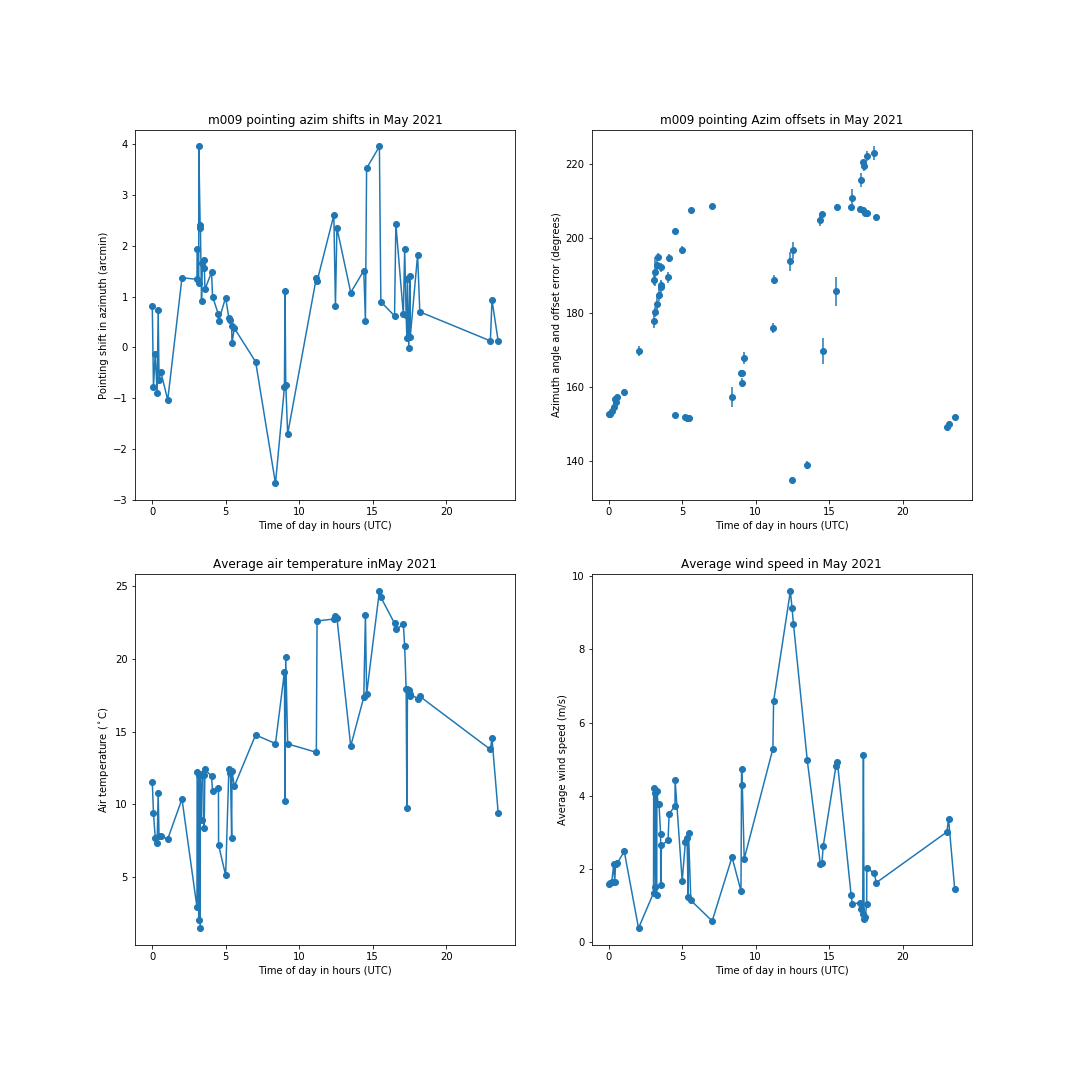 m009 pointing azim shifts in May 2021
Pointing shift in azimuth (arcmin)
4
3
2
1
0
−1
−2
−3
0 5 10 15 20
Time of day in hours (UTC)
m009 pointing Azim offsets in May 2021
Azimuth angle and offset error (degrees)
220
200
180
160
140
0 5 10 15 20
Time of day in hours (UTC)
Average air temperature inMay 2021
Air temperature (°C)
25
20
15
10
5
0 5 10 15 20
Time of day in hours (UTC)
Average wind speed in May 2021
Average wind speed (m/s)
10
8
6
4
2
0
0 5 10 15 20
Time of day in hours (UTC)